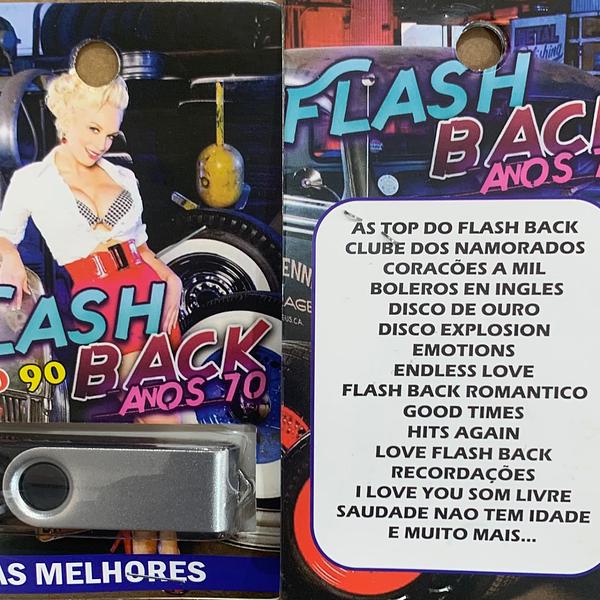 FLASH
BACK
90
ANOS 70
AS MELHORES
FLASH
BACK
ANOS 7
AS TOP DO FLASH BACK
CLUBE DOS NAMORADOS
CORACÕES A MIL
BOLEROS EN INGLES
DISCO DE OURO
DISCO EXPLOSION
EMOTIONS
ENDLESS LOVE
FLASH BACK ROMANTICO
GOOD TIMES
HITS AGAIN
LOVE FLASH BACK
RECORDAÇÕES
I LOVE YOU SOM LIVRE
SAUDADE NAO TEM IDADE
E MUITO MAIS...